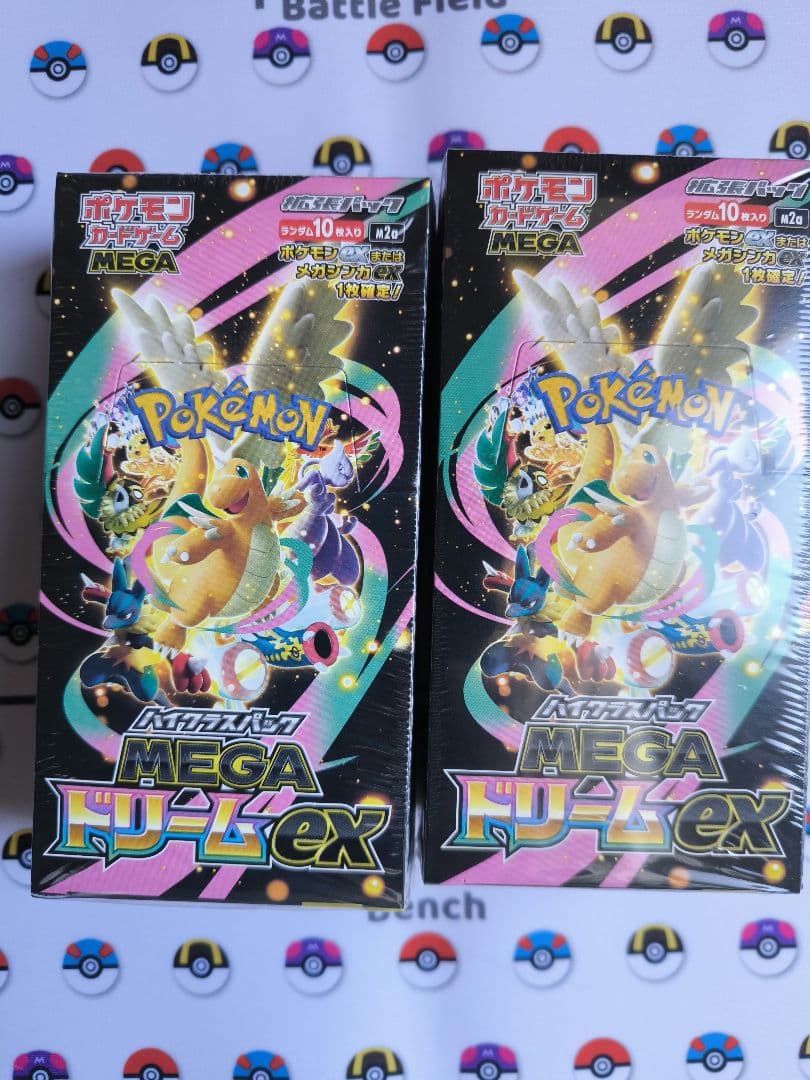 Battle Field
ポケモン
カードゲーム
MEGA
拡張パック
ランダム10枚入り M2a
ポケモンexまたは
メガシンカex
1枚確定!
POKéMON
TM
ハイクラスパック
MEGA
ドリームex
ポケモン
カードゲーム
MEGA
拡張パック
ランダム10枚入り M2a
ポケモンexまたは
メガシンカex
1枚確定!
POKéMON
ハイクラスパック
MEGA
ドリームex
Bench